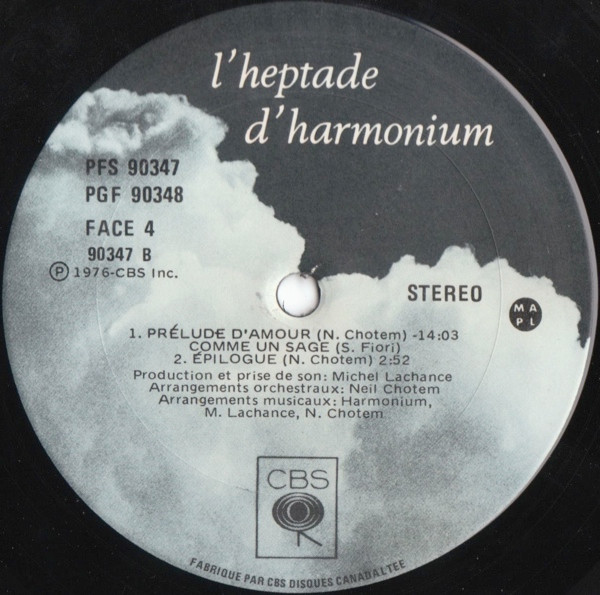 l'heptade
d'harmonium
PFS 90347
PGF 90348
FACE 4
90347 B
Ⓟ 1976-CBS Inc.
STEREO
M A
P L
1. PRÉLUDE D'AMOUR (N. Chotem) -14:03
COMME UN SAGE (S. Fiori)
2. ÉPILOGUE (N. Chotem) 2:52
Production et prise de son: Michel Lachance
Arrangements orchestraux: Neil Chotem
Arrangements musicaux: Harmonium,
M. Lachance, N. Chotem
CBS
FABRIQUE PAR CBS DISQUES CANADA LTEE